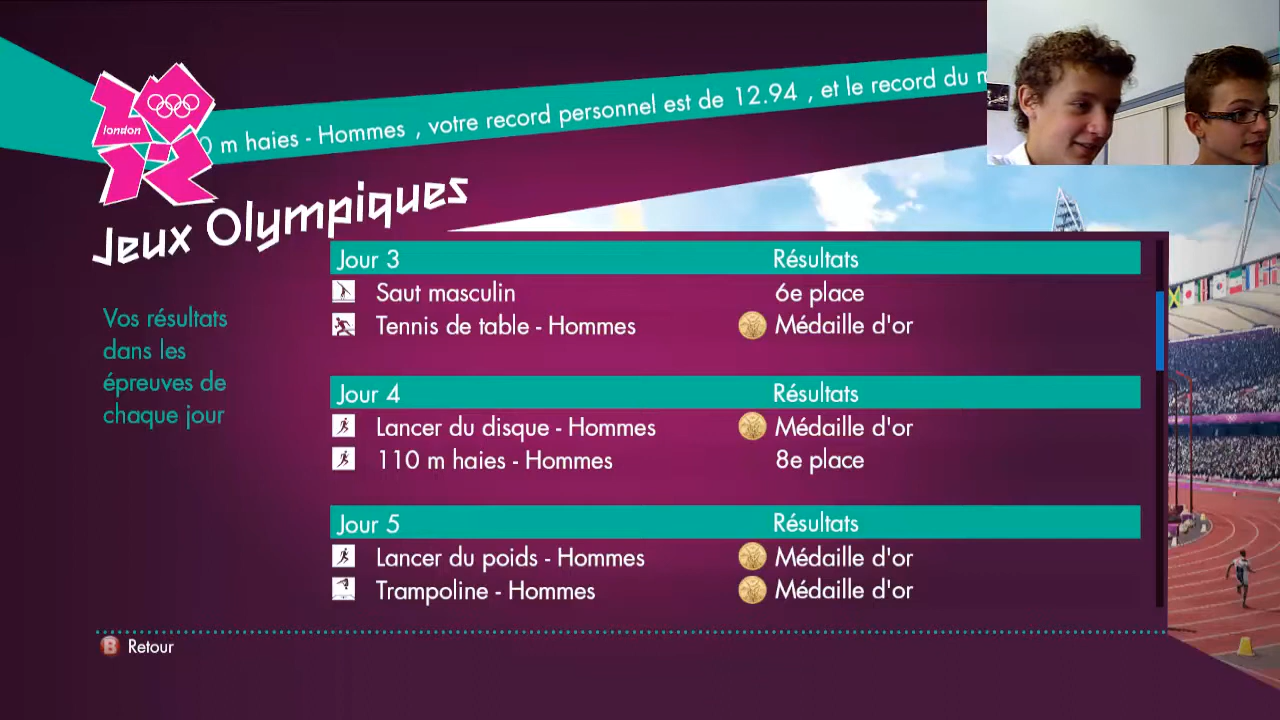 london
0 m haies - Hommes , votre record personnel est de 12.94 , et le record du
Jeux Olympiques
Vos résultats
dans les
épreuves de
chaque jour
Jour 3 Résultats
Saut masculin 6e place
Tennis de table - Hommes Médaille d'or
Jour 4 Résultats
Lancer du disque - Hommes Médaille d'or
110 m haies - Hommes 8e place
Jour 5 Résultats
Lancer du poids - Hommes Médaille d'or
Trampoline - Hommes Médaille d'or
B Retour